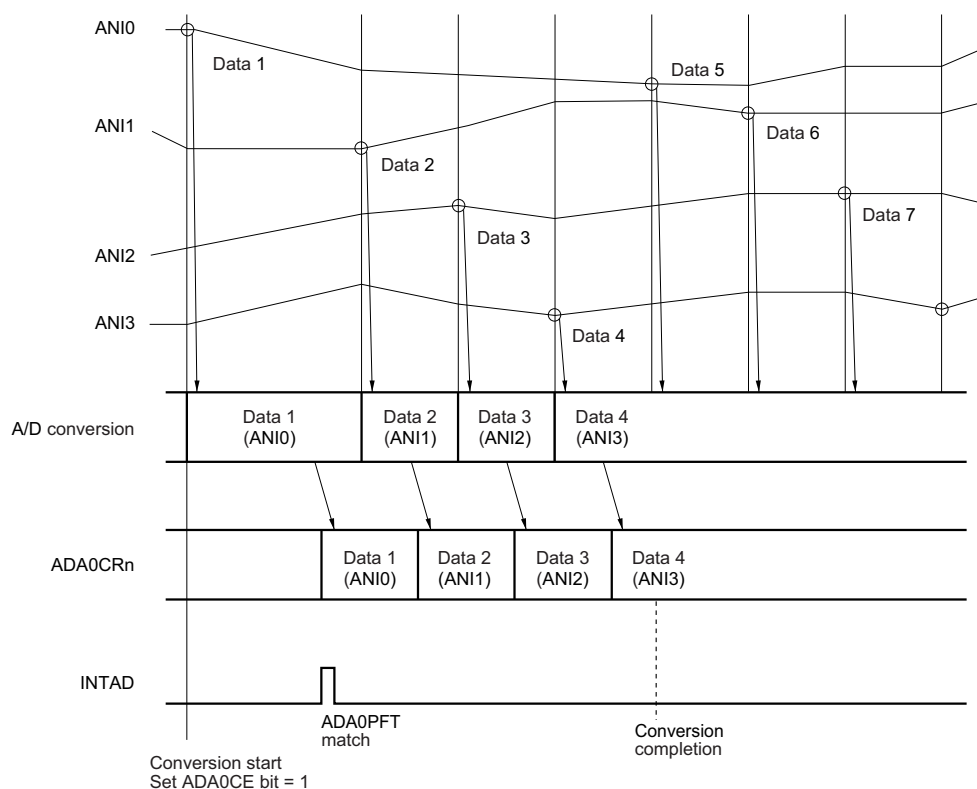 ANI0
Data 1
Data 5
ANI1
Data 6
Data 2
Data 7
Data 3
ANI2
ANI3
Data 4
A/D conversion
Data 1
(ANI0)
Data 2
(ANI1)
Data 3
(ANI2)
Data 4
(ANI3)
ADA0CRn
Data 1
(ANI0)
Data 2
(ANI1)
Data 3
(ANI2)
Data 4
(ANI3)
INTAD
ADA0PFT
match
Conversion
completion
Conversion start
Set ADA0CE bit = 1